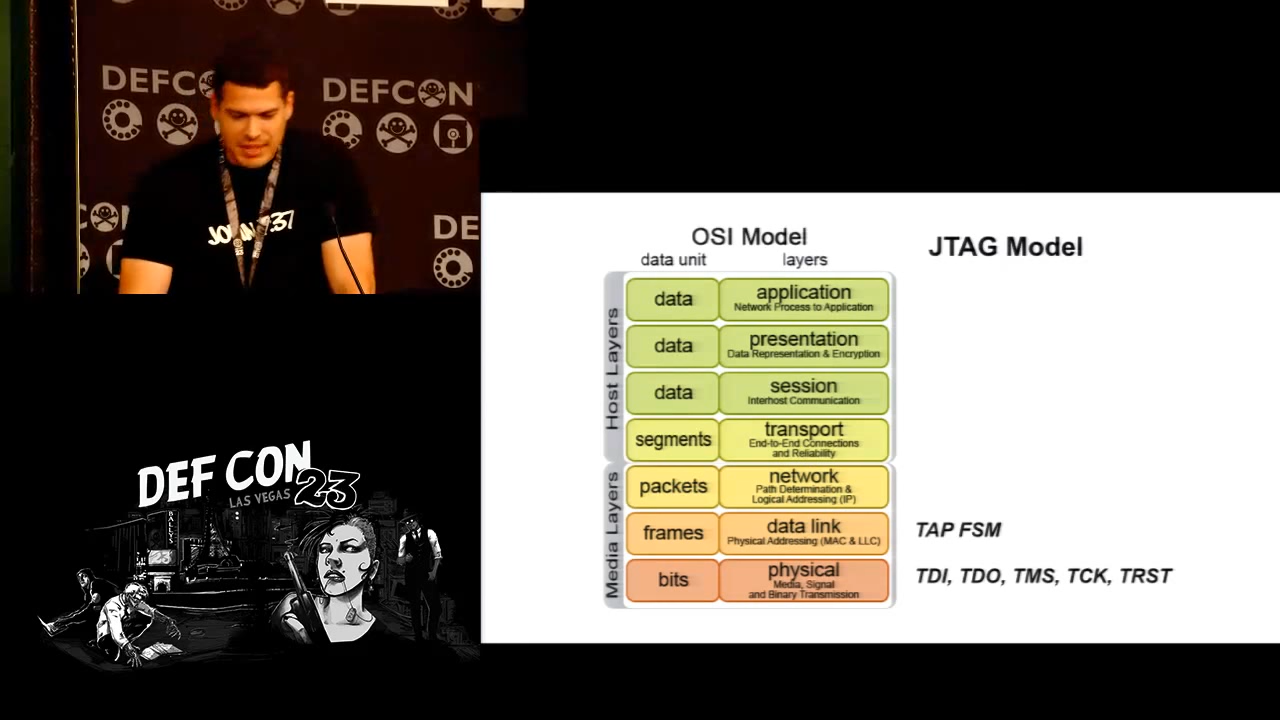 DEFCON
DEFCON
DE
OSI Model
data unit
layers
JTAG Model
Host Layers
data
application
Network Process to Application
data
presentation
Data Representation & Encryption
data
session
Interhost Communication
segments
transport
End-to-End Connections
and Reliability
Media Layers
packets
network
Path Determination &
Logical Addressing (IP)
frames
data link
Physical Addressing (MAC & LLC)
TAP FSM
bits
physical
Media, Signal
and Binary Transmission
TDI, TDO, TMS, TCK, TRST
DEF CON 23
LAS VEGAS
BALLYS